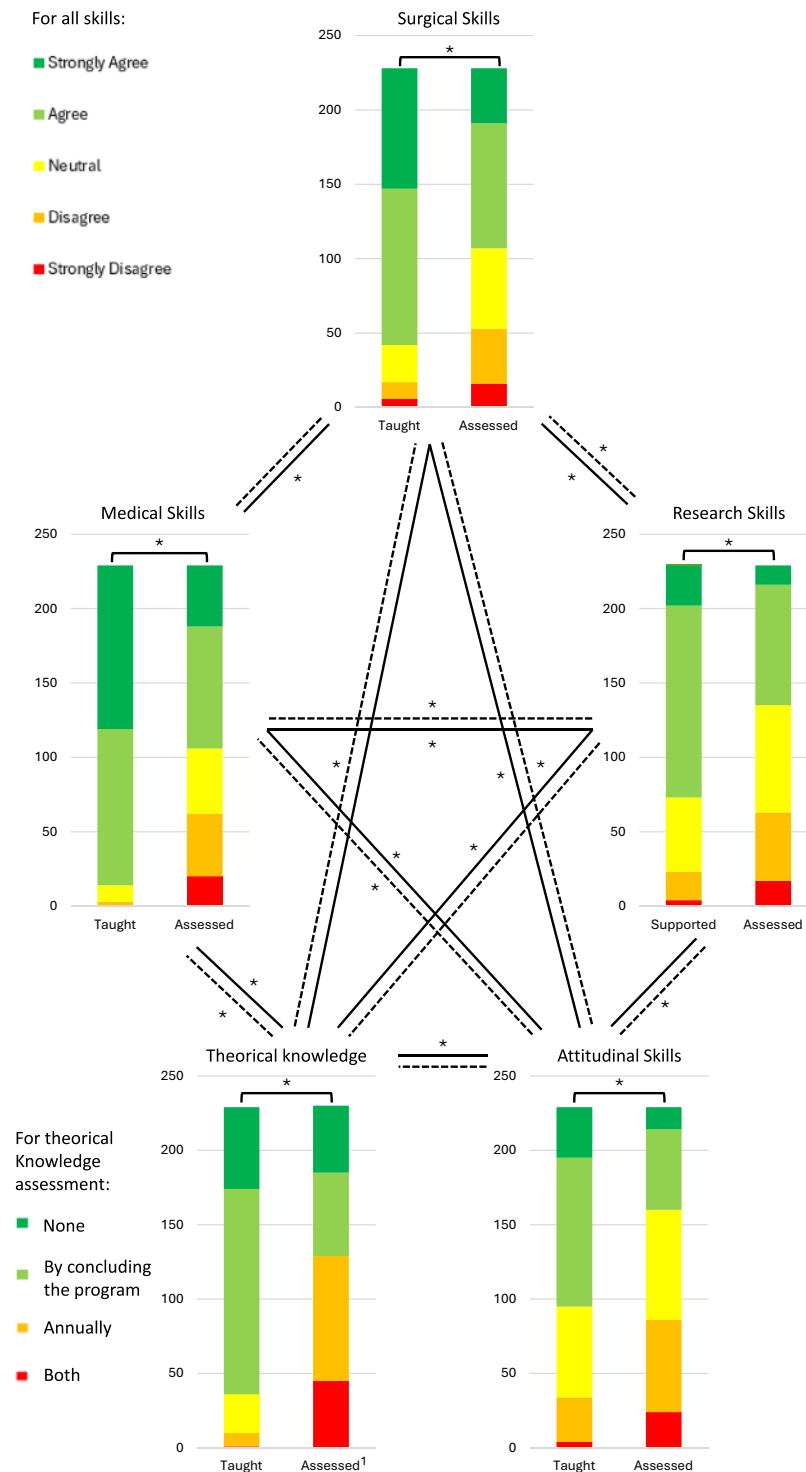 For all skills:
Strongly Agree
Agree
Neutral
Disagree
Strongly Disagree
Surgical Skills
250
200
150
100
50
0
*
Taught
Assessed
*
*
*
Medical Skills
250
200
150
100
50
0
*
Taught
Assessed
Research Skills
250
200
150
100
50
0
*
Supported
Assessed
*
*
*
*
*
*
*
*
*
*
*
*
*
Theorical knowledge
250
200
150
100
50
0
*
Taught
Assessed¹
Attitudinal Skills
250
200
150
100
50
0
*
Taught
Assessed
For theorical
Knowledge
assessment:
None
By concluding
the program
Annually
Both